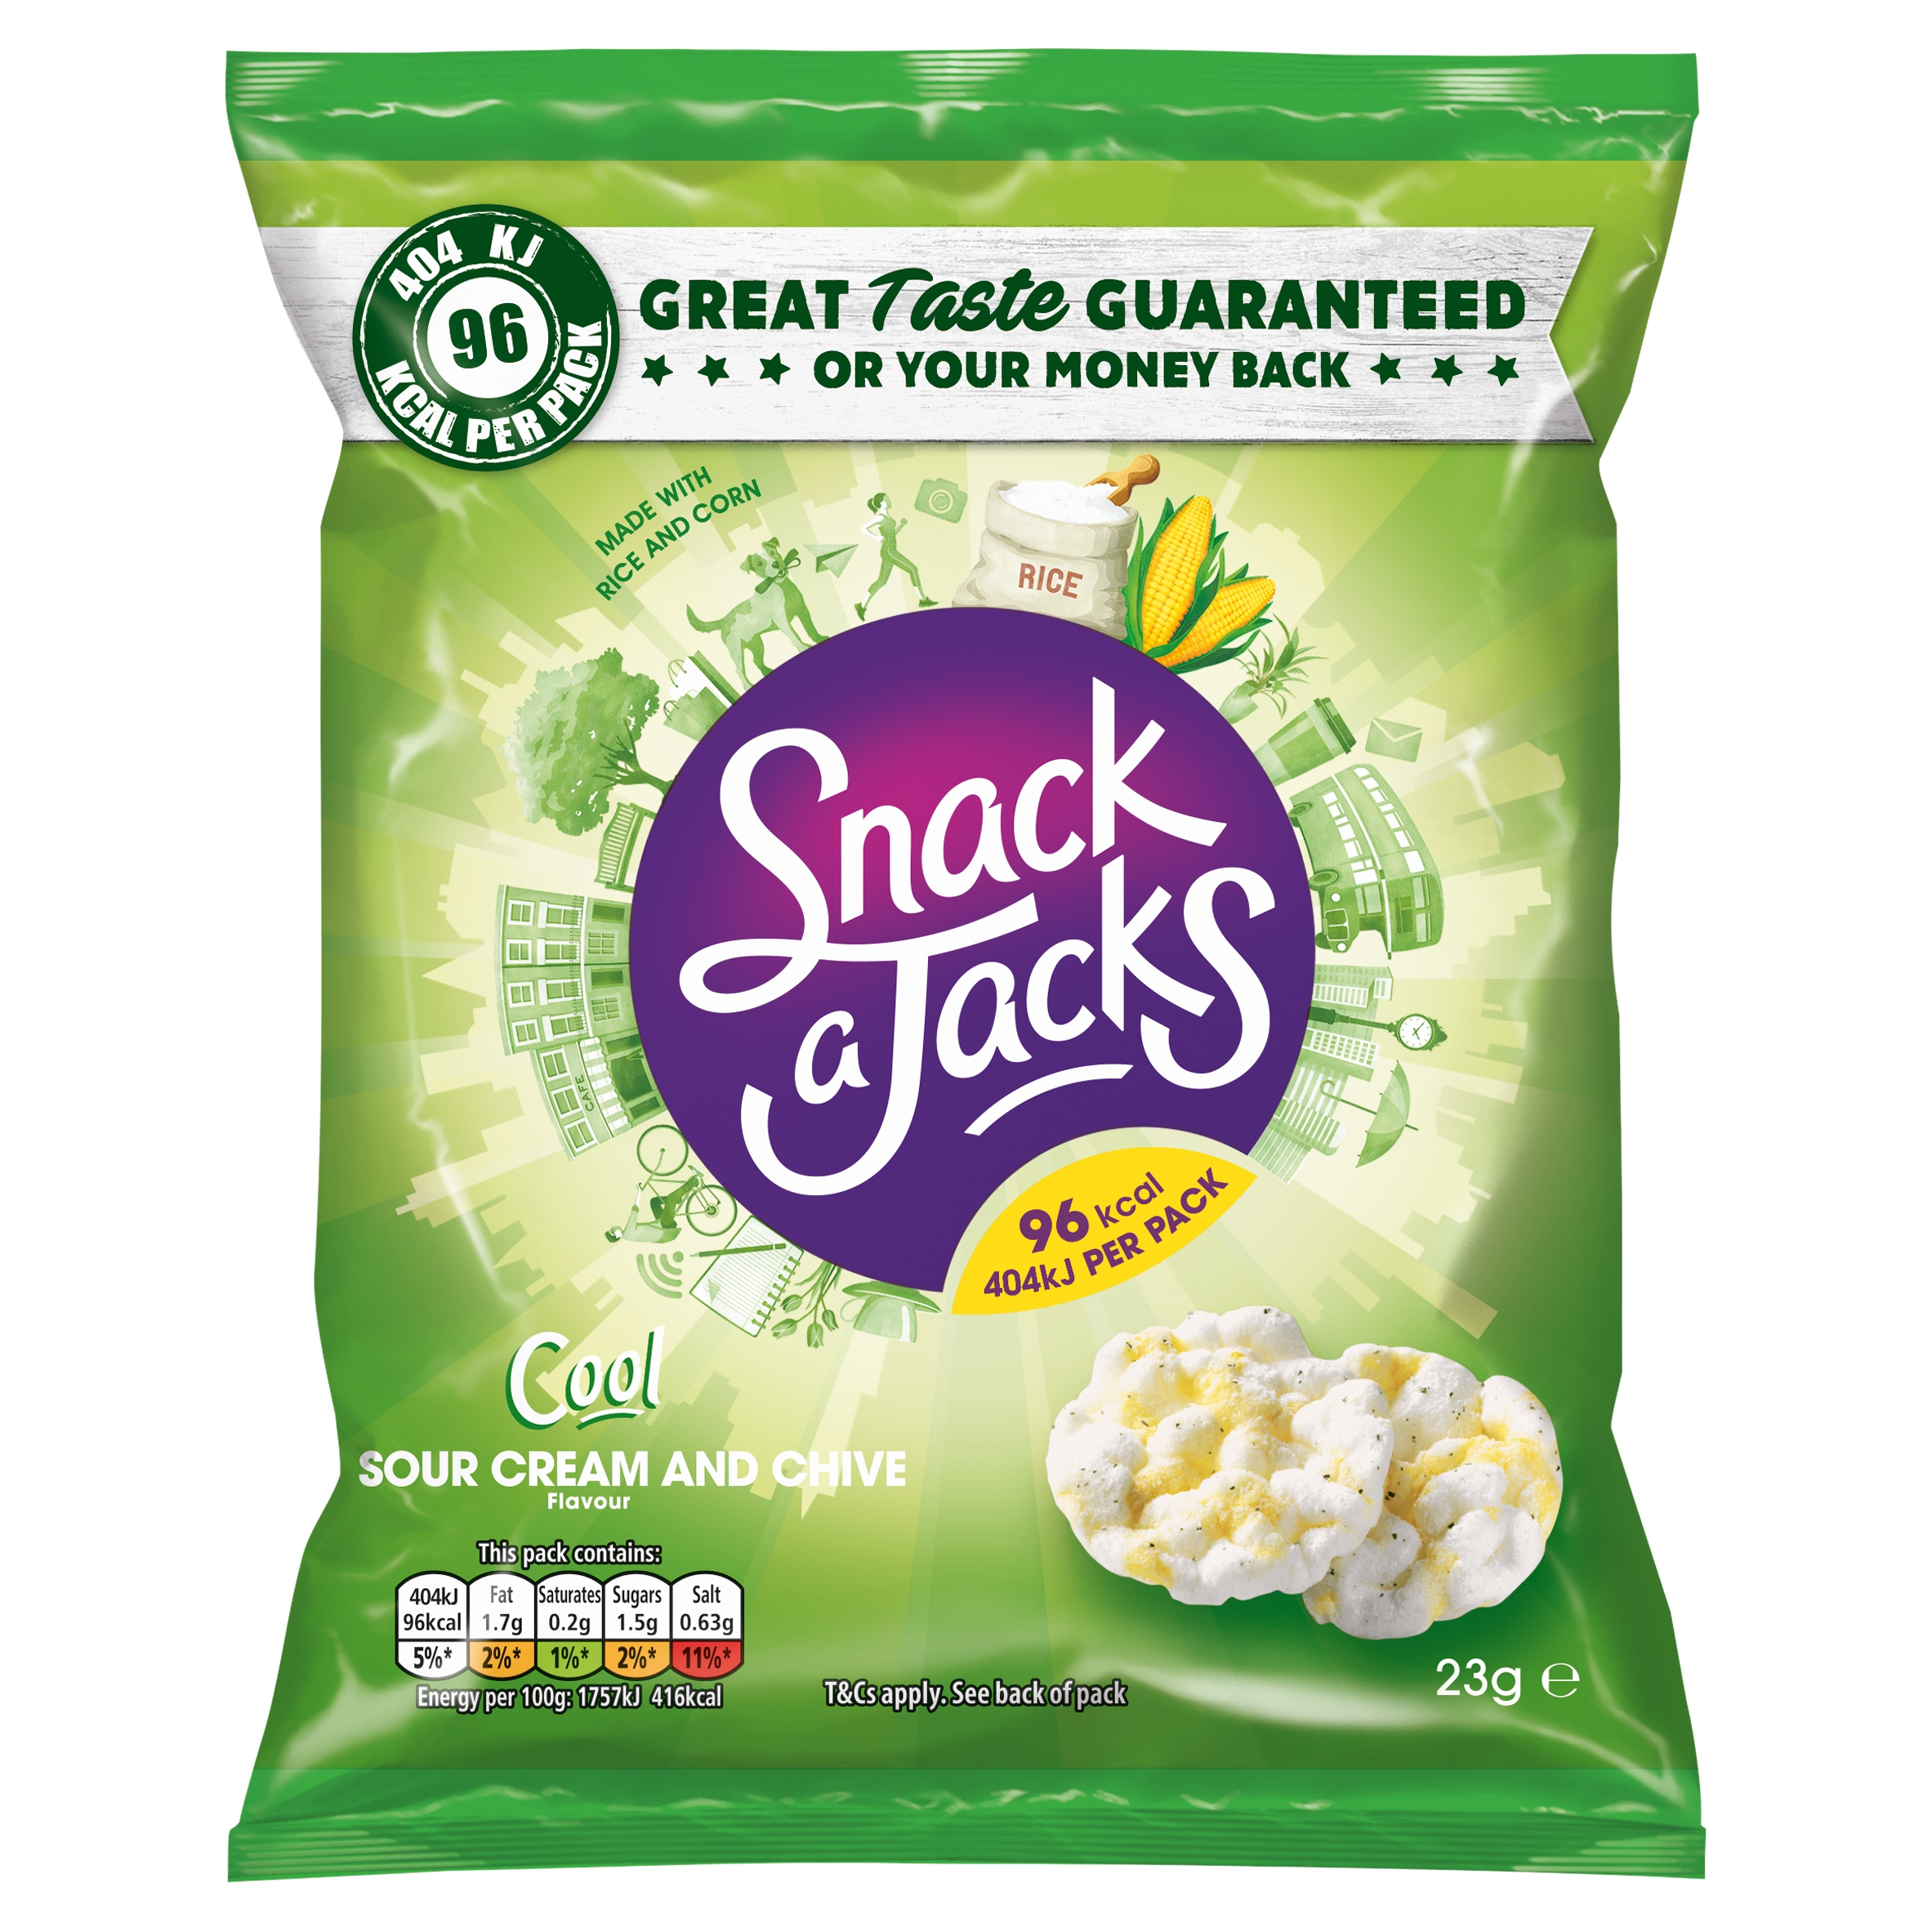 404 KJ
96
KCAL PER PACK
GREAT Taste GUARANTEED
OR YOUR MONEY BACK
MADE WITH
RICE AND CORN
RICE
Snack
a Jacks
CAFE
96 kcal
404kJ PER PACK
Cool
SOUR CREAM AND CHIVE
Flavour
This pack contains:
404kJ Fat Saturates Sugars Salt
96kcal 1.7g 0.2g 1.5g 0.63g
5%* 2%* 1%* 2%* 11%*
Energy per 100g: 1757kJ 416kcal
T&Cs apply. See back of pack
23g ℮